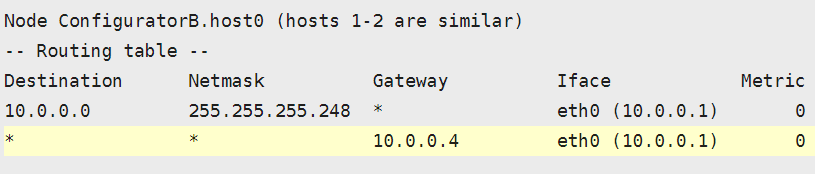 Node ConfiguratorB.host0 (hosts 1-2 are similar)
-- Routing table --
Destination Netmask Gateway Iface Metric
10.0.0.0 255.255.255.248 * eth0 (10.0.0.1) 0
* * 10.0.0.4 eth0 (10.0.0.1) 0